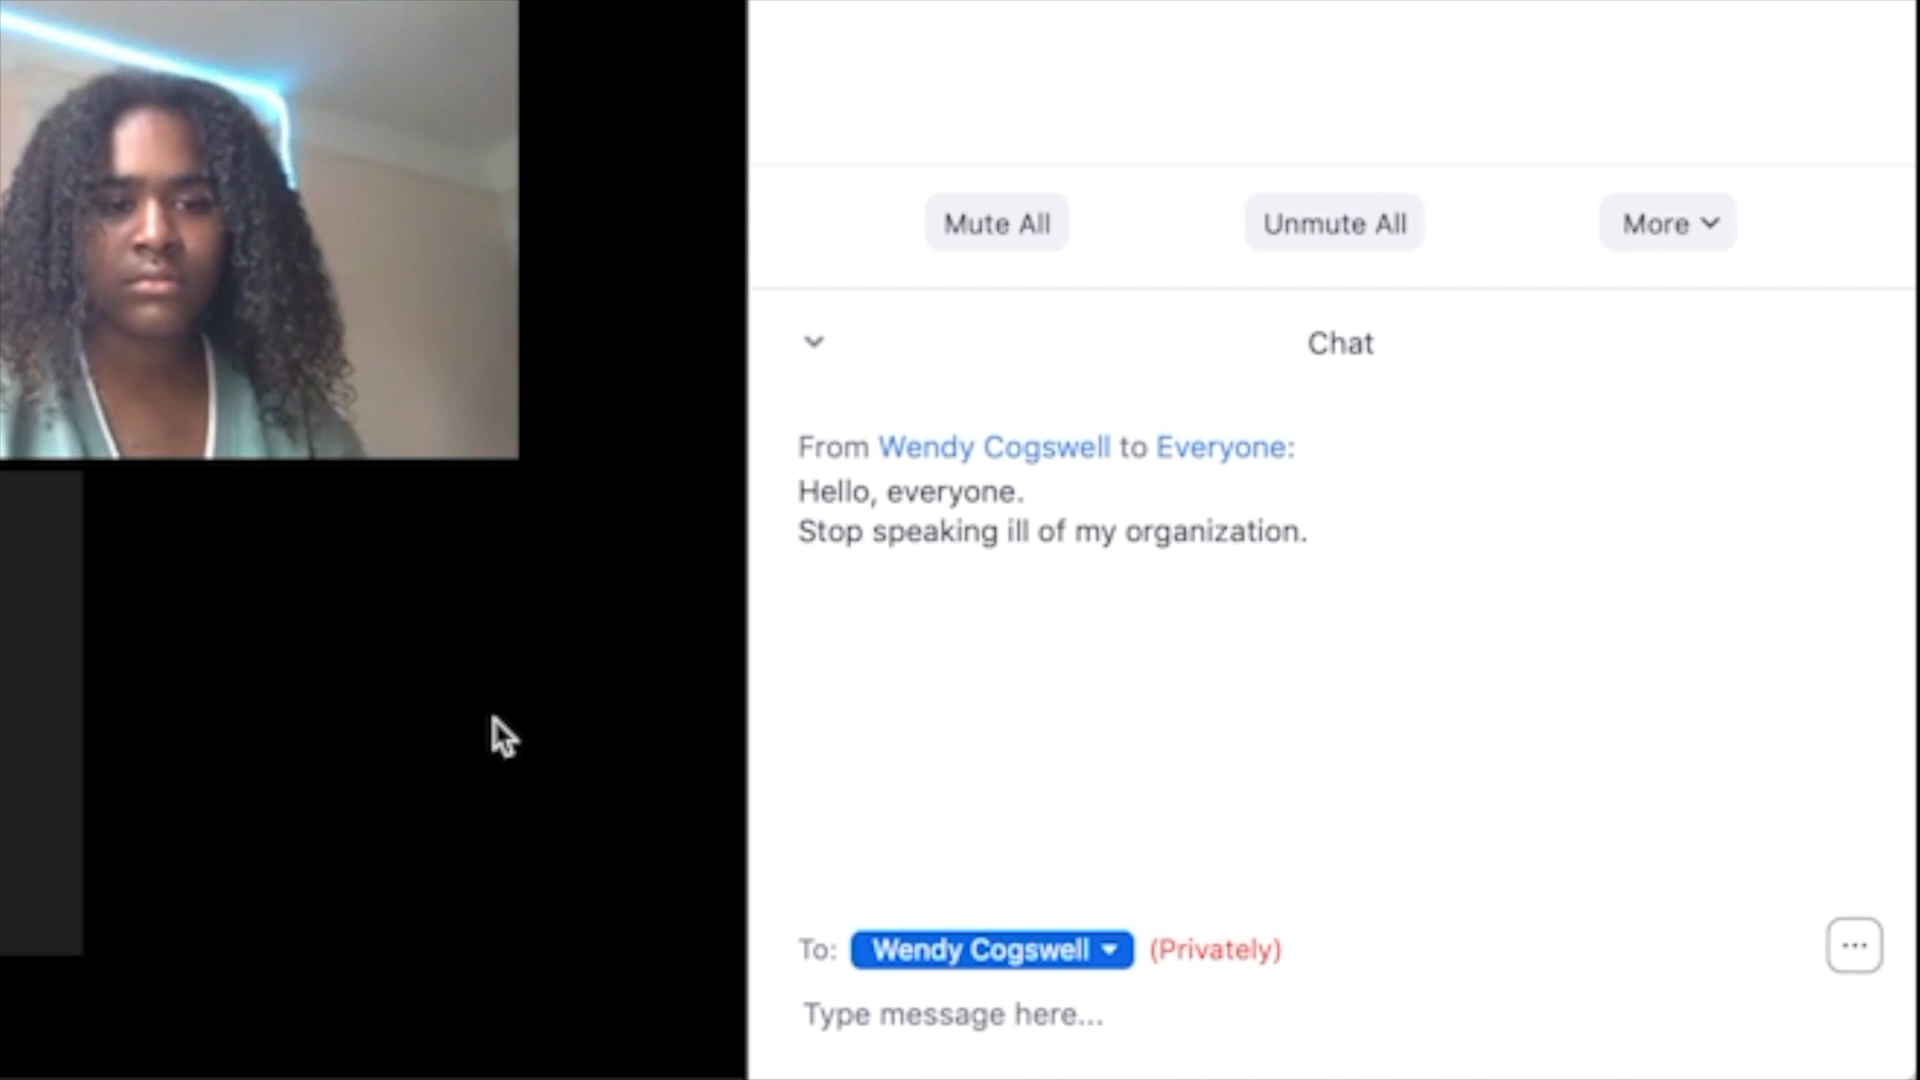 Mute All
Unmute All
More
Chat
From Wendy Cogswell to Everyone:
Hello, everyone.
Stop speaking ill of my organization.
To: Wendy Cogswell (Privately)
Type message here...